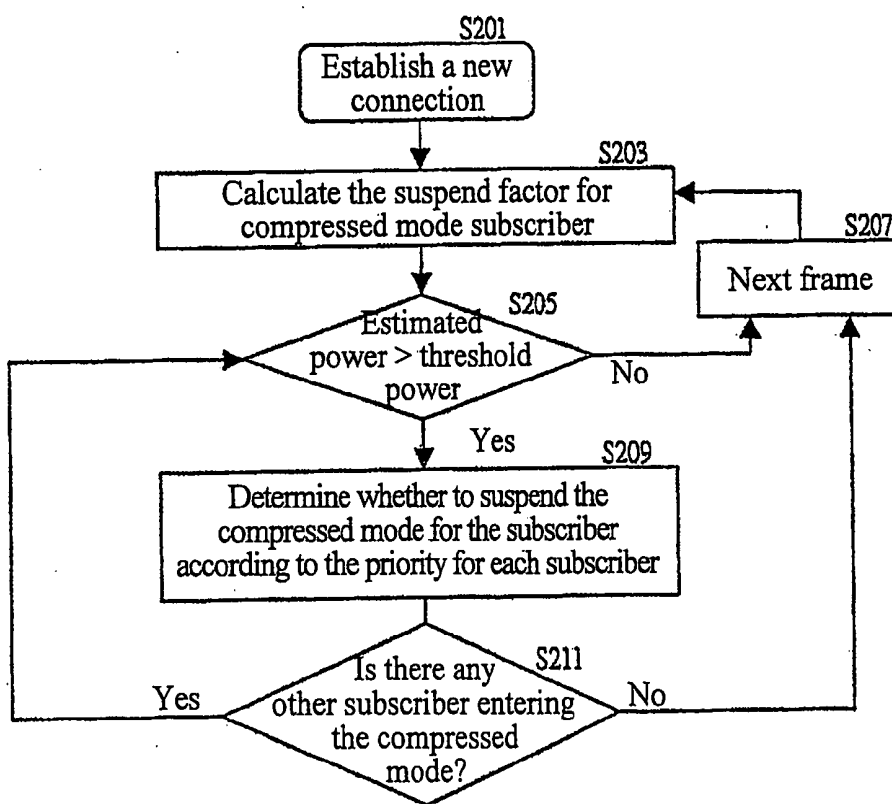 S201
Establish a new
connection
S203
Calculate the suspend factor for
compressed mode subscriber
S207
Next frame
S205
Estimated
power > threshold
power
No
Yes
S209
Determine whether to suspend the
compressed mode for the subscriber
according to the priority for each subscriber
S211
Is there any
other subscriber entering
the compressed
mode?
Yes
No